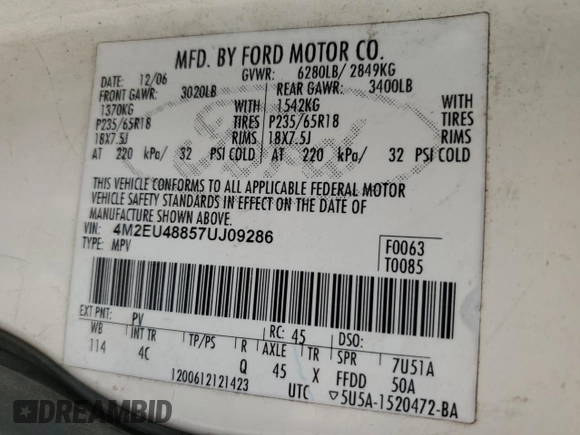 MFD. BY FORD MOTOR CO.
DATE: 12/06 GVWR: 6280LB/ 2849KG
FRONT GAWR: 3020LB REAR GAWR: 3400LB
1370KG WITH 1542KG WITH
P235/65R18 TIRES P235/65R18 TIRES
18X7.5J RIMS 18X7.5J RIMS
AT 220 kPa/ 32 PSI COLD AT 220 kPa/ 32 PSI COLD
THIS VEHICLE CONFORMS TO ALL APPLICABLE FEDERAL MOTOR
VEHICLE SAFETY STANDARDS IN EFFECT ON THE DATE OF
MANUFACTURE SHOWN ABOVE.
VIN: 4M2EU48857UJ09286 F0063
TYPE: MPV T0085
EXT PNT: PV RC: 45 DSO:
WB INT TR TP/PS R AXLE TR SPR 7U51A
114 4C Q 45 X FFDD 50A
1200612121423 UTC ▽5U5A-1520472-BA
Ford
DREAMBID